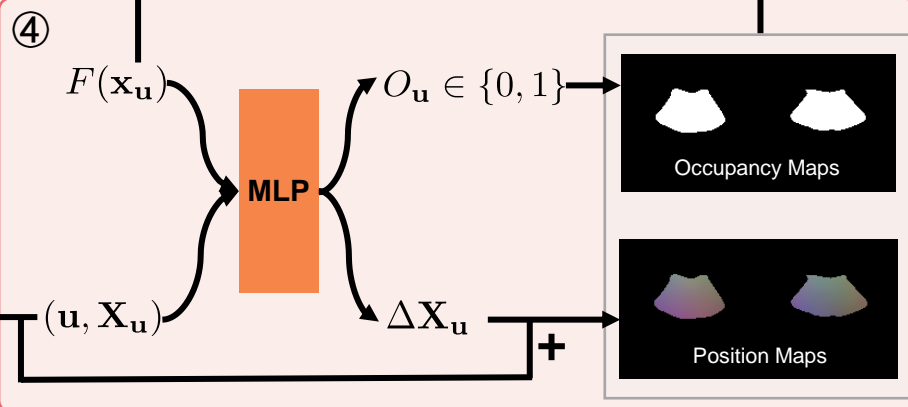 ④
F(𝐱_𝐮)
MLP
O_𝐮 ∈ {0, 1}
Occupancy Maps
(𝐮, 𝐗_𝐮)
Δ𝐗_𝐮
+
Position Maps